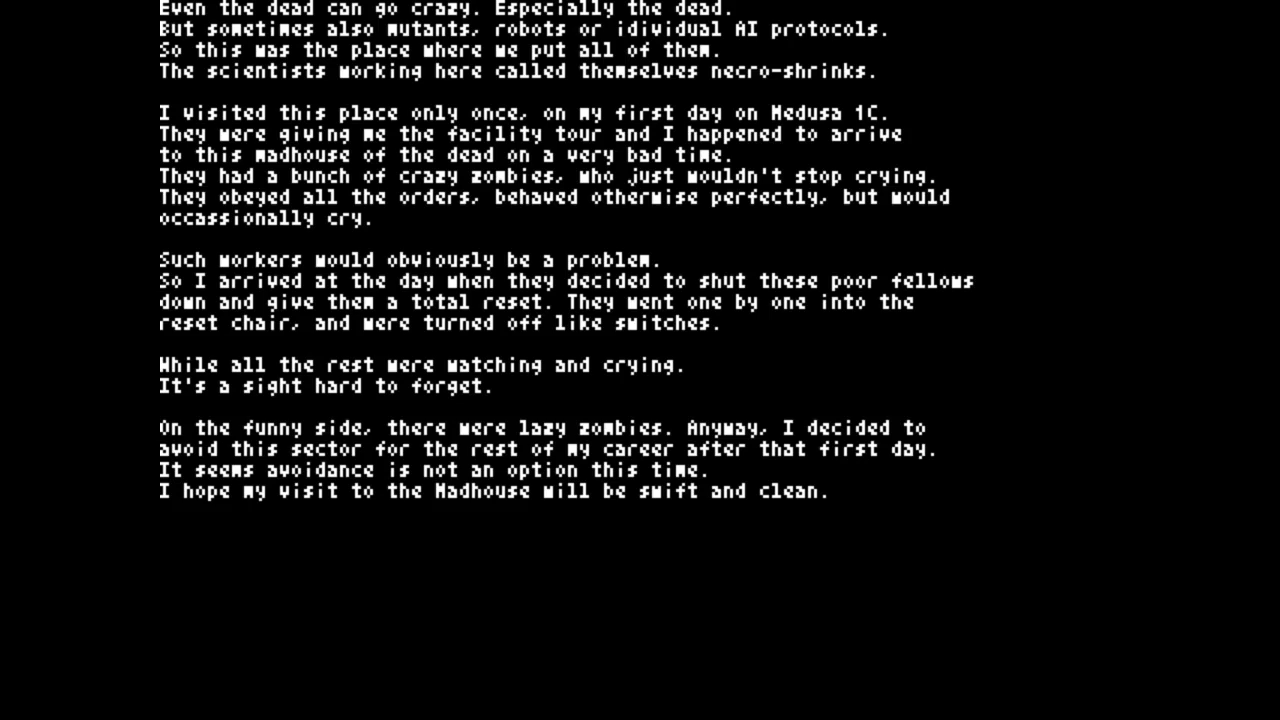 Even the dead can go crazy. Especially the dead.
But sometimes also mutants, robots or idividual AI protocols.
So this was the place where we put all of them.
The scientists working here called themselves necro-shrinks.
I visited this place only once, on my first day on Medusa 1C.
They were giving me the facility tour and I happened to arrive
to this madhouse of the dead on a very bad time.
They had a bunch of crazy zombies, who just wouldn't stop crying.
They obeyed all the orders, behaved otherwise perfectly, but would
occassionally cry.
Such workers would obviously be a problem.
So I arrived at the day when they decided to shut these poor fellows
down and give them a total reset. They went one by one into the
reset chair, and were turned off like switches.
While all the rest were watching and crying.
It's a sight hard to forget.
On the funny side, there were lazy zombies. Anyway, I decided to
avoid this sector for the rest of my career after that first day.
It seems avoidance is not an option this time.
I hope my visit to the Madhouse will be swift and clean.